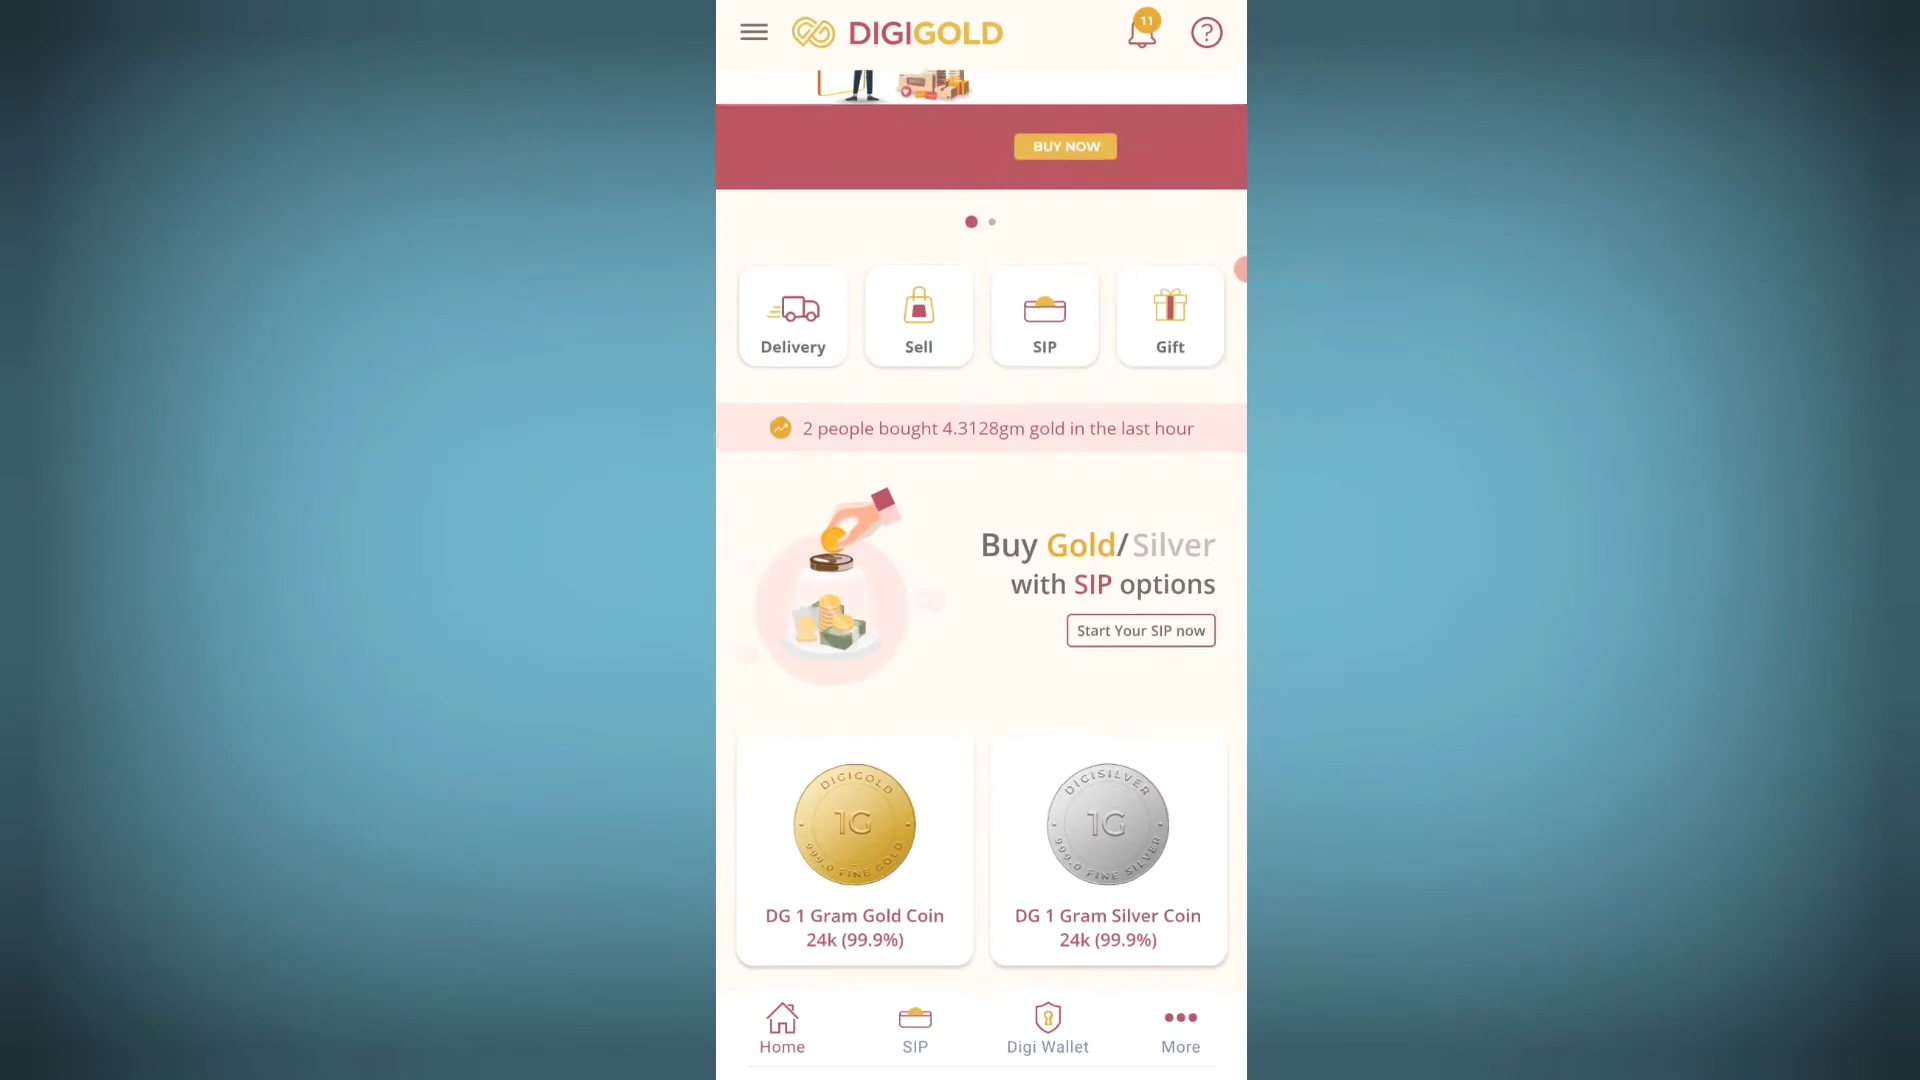 DIGIGOLD
11
?
BUY NOW
Delivery
Sell
SIP
Gift
2 people bought 4.3128gm gold in the last hour
Buy Gold/Silver
with SIP options
Start Your SIP now
DIGIGOLD
1G
999.0 FINE GOLD
DIGISILVER
1G
999.0 FINE SILVER
DG 1 Gram Gold Coin
24k (99.9%)
DG 1 Gram Silver Coin
24k (99.9%)
Home
SIP
Digi Wallet
More